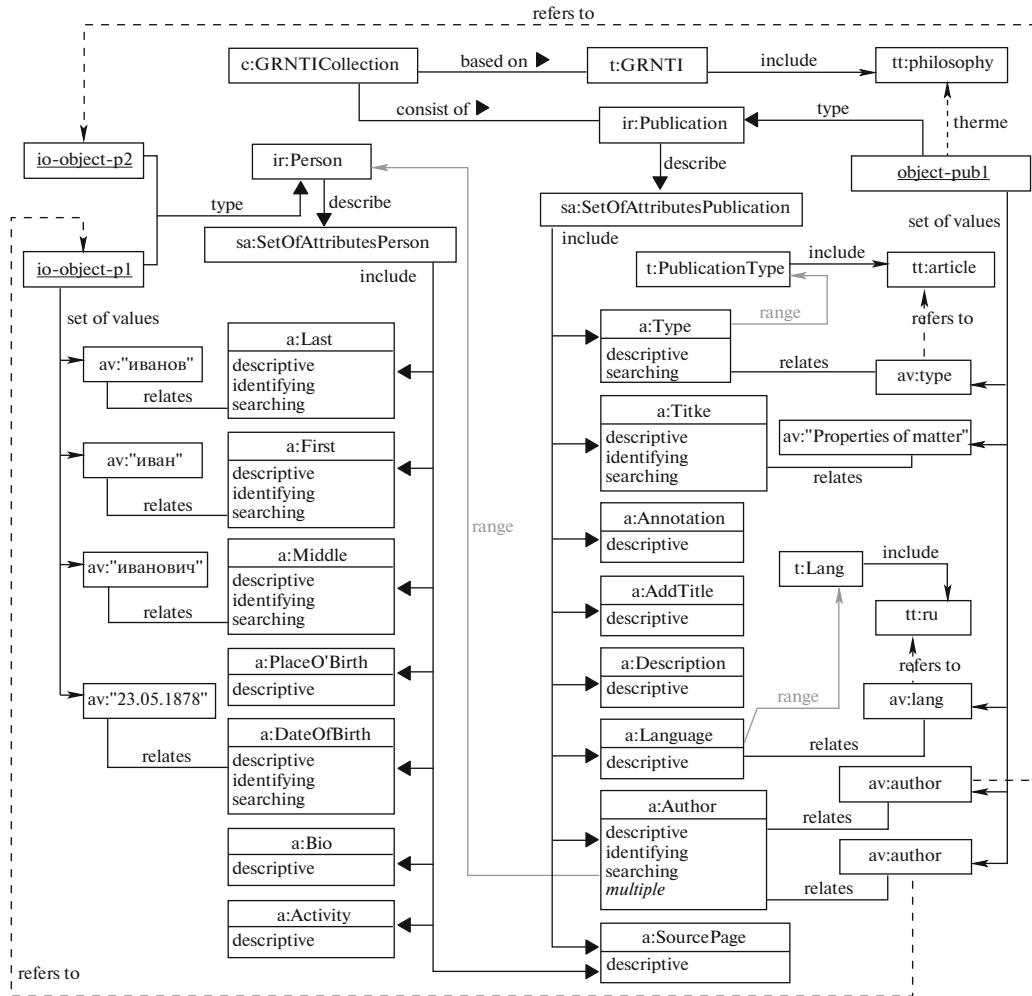 refers to
c:GRNTICollection
based on
t:GRNTI
include
tt:philosophy
consist of
ir:Publication
type
therme
io-object-p2
ir:Person
describe
object-pub1
type
describe
sa:SetOfAttributesPublication
set of values
sa:SetOfAttributesPerson
include
io-object-p1
include
t:PublicationType
include
tt:article
set of values
range
refers to
a:Last
descriptive
identifying
searching
av:"иванов"
relates
a:Type
descriptive
searching
relates
av:type
a:Titke
descriptive
identifying
searching
av:"Properties of matter"
relates
a:First
descriptive
identifying
searching
av:"иван"
relates
range
a:Annotation
descriptive
a:Middle
descriptive
identifying
searching
av:"иванович"
relates
t:Lang
include
a:AddTitle
descriptive
tt:ru
a:PlaceO'Birth
descriptive
a:Description
descriptive
refers to
av:"23.05.1878"
range
av:lang
a:DateOfBirth
descriptive
identifying
searching
relates
a:Language
descriptive
relates
a:Author
descriptive
identifying
searching
multiple
av:author
relates
a:Bio
descriptive
av:author
relates
a:Activity
descriptive
a:SourcePage
descriptive
refers to